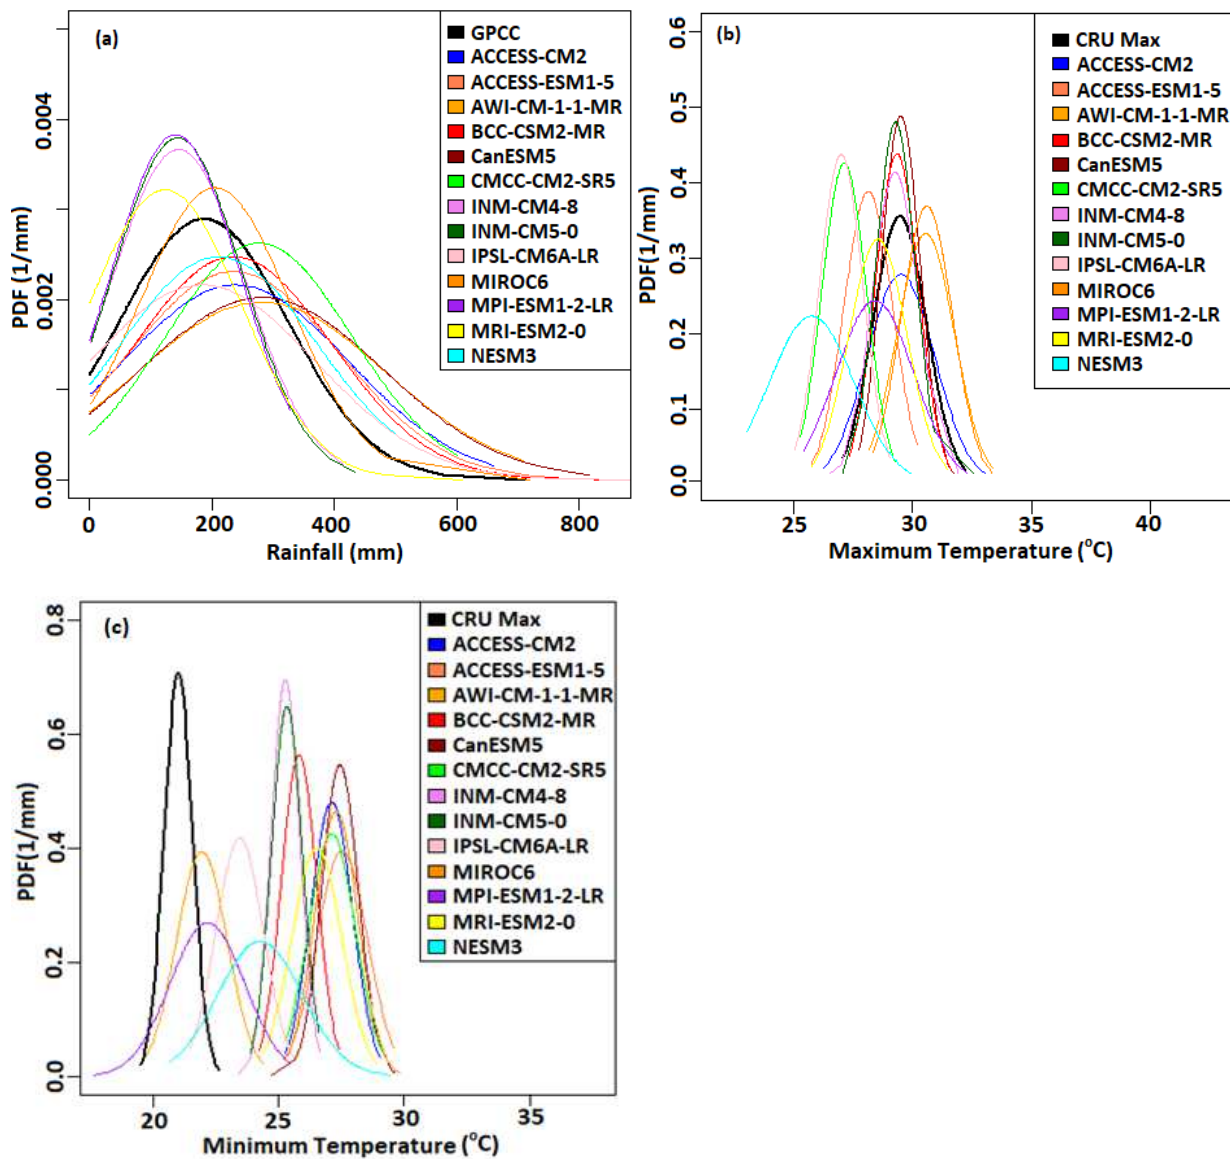 (a)
GPCC
ACCESS-CM2
ACCESS-ESM1-5
AWI-CM-1-1-MR
BCC-CSM2-MR
CanESM5
CMCC-CM2-SR5
INM-CM4-8
INM-CM5-0
IPSL-CM6A-LR
MIROC6
MPI-ESM1-2-LR
MRI-ESM2-0
NESM3
PDF (1/mm)
0.004
0.002
0.000
0 200 400 600 800
Rainfall (mm)
(b)
CRU Max
ACCESS-CM2
ACCESS-ESM1-5
AWI-CM-1-1-MR
BCC-CSM2-MR
CanESM5
CMCC-CM2-SR5
INM-CM4-8
INM-CM5-0
IPSL-CM6A-LR
MIROC6
MPI-ESM1-2-LR
MRI-ESM2-0
NESM3
PDF(1/mm)
0.6
0.5
0.4
0.3
0.2
0.1
0.0
25 30 35 40
Maximum Temperature (°C)
(c)
CRU Max
ACCESS-CM2
ACCESS-ESM1-5
AWI-CM-1-1-MR
BCC-CSM2-MR
CanESM5
CMCC-CM2-SR5
INM-CM4-8
INM-CM5-0
IPSL-CM6A-LR
MIROC6
MPI-ESM1-2-LR
MRI-ESM2-0
NESM3
PDF(1/mm)
0.8
0.6
0.4
0.2
0.0
20 25 30 35
Minimum Temperature (°C)